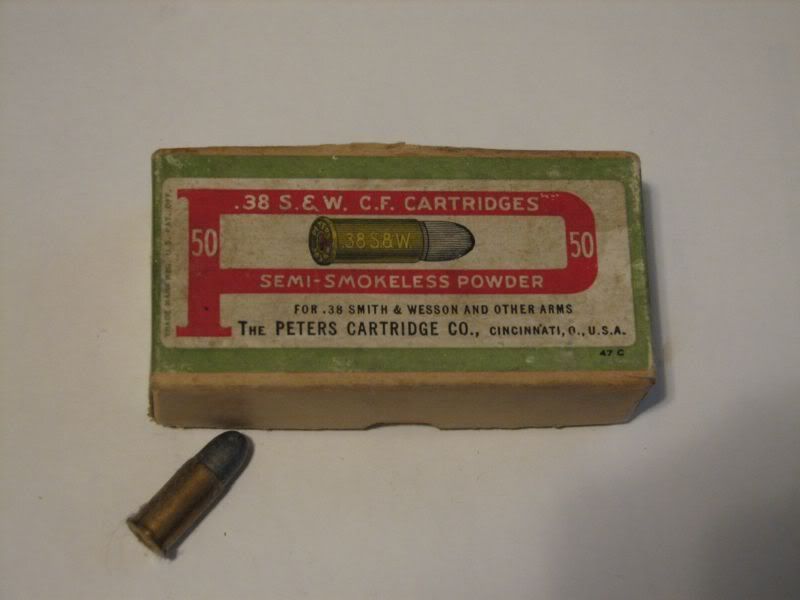 .38 S.&W. C.F. CARTRIDGES
50
.38 S.&W.
50
SEMI-SMOKELESS POWDER
FOR .38 SMITH & WESSON AND OTHER ARMS
THE PETERS CARTRIDGE CO., CINCINNATI, O., U.S.A.
47 C